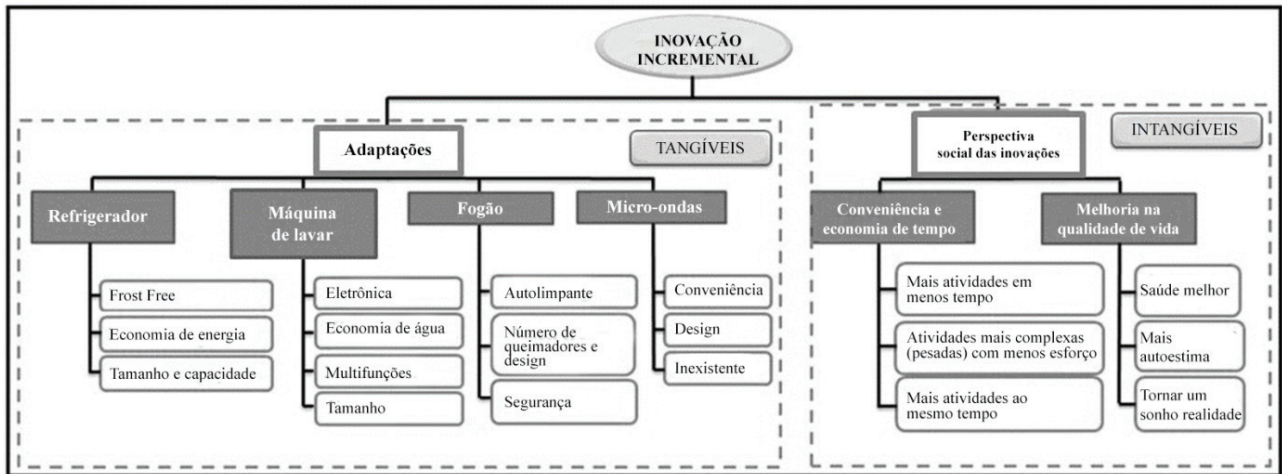 INOVAÇÃO
INCREMENTAL
Adaptações
TANGÍVEIS
Refrigerador
Frost Free
Economia de energia
Tamanho e capacidade
Máquina
de lavar
Eletrônica
Economia de água
Multifunções
Tamanho
Fogão
Autolimpante
Número de
queimadores e
design
Segurança
Micro-ondas
Conveniência
Design
Inexistente
Perspectiva
social das inovações
INTANGÍVEIS
Conveniência e
economia de tempo
Mais atividades em
menos tempo
Atividades mais complexas
(pesadas) com menos esforço
Mais atividades ao
mesmo tempo
Melhoria na
qualidade de vida
Saúde melhor
Mais
autoestima
Tornar um
sonho realidade